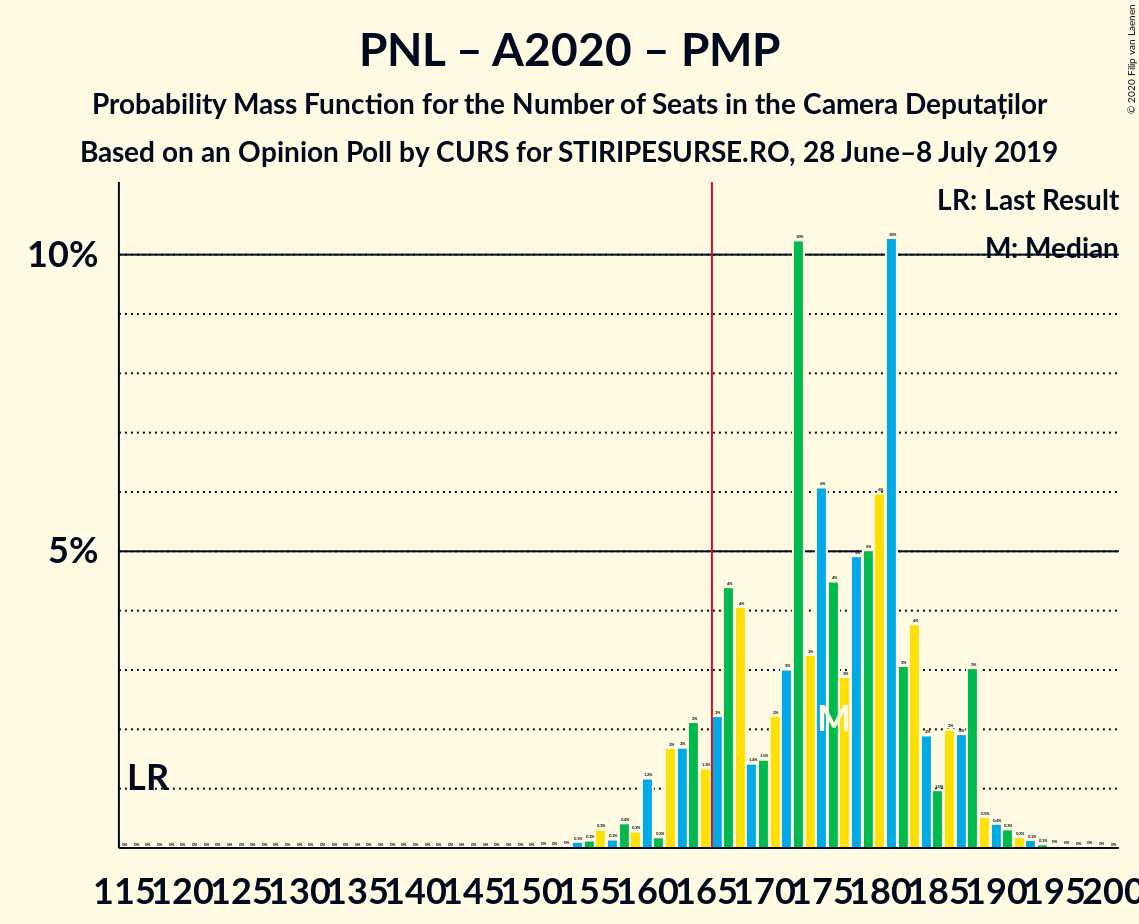 PNL – A2020 – PMP
Probability Mass Function for the Number of Seats in the Camera Deputaților
Based on an Opinion Poll by CURS for STIRIPESURSE.RO, 28 June–8 July 2019
© 2020 Filip van Laenen
LR: Last Result
M: Median
10%
5%
LR
M
115 120 125 130 135 140 145 150 155 160 165 170 175 180 185 190 195 200